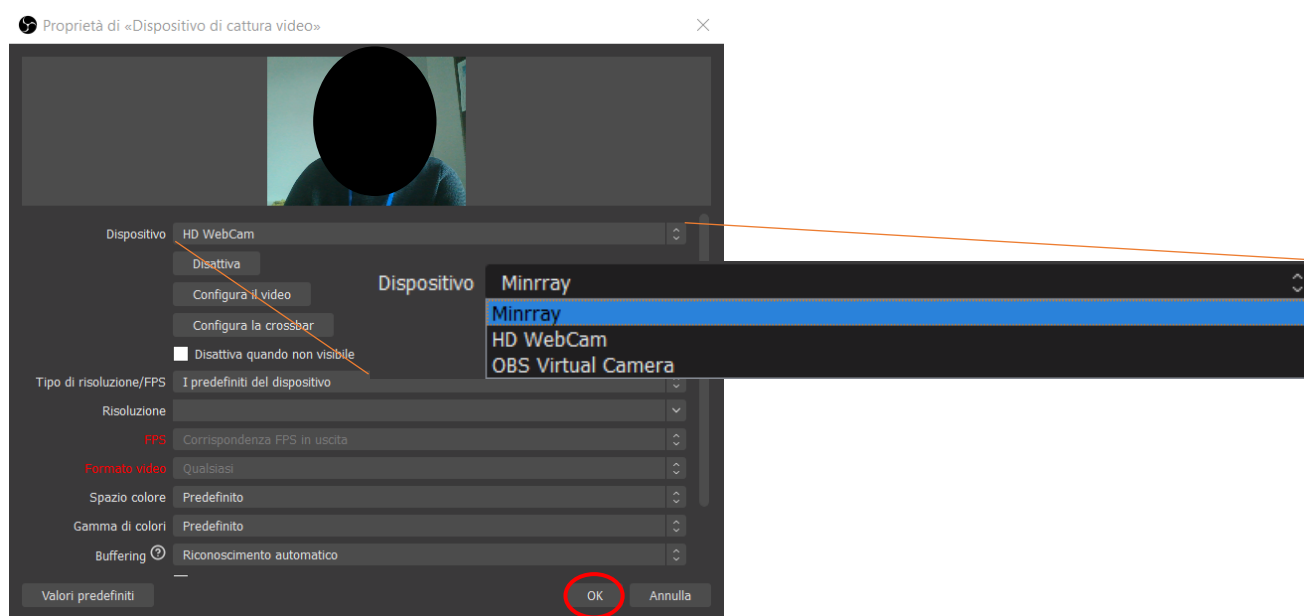 Proprietà di «Dispositivo di cattura video»
Dispositivo HD WebCam
Disattiva
Configura il video
Configura la crossbar
Disattiva quando non visibile
Dispositivo Minrray
Minrray
HD WebCam
OBS Virtual Camera
Tipo di risoluzione/FPS I predefiniti del dispositivo
Risoluzione
FPS Corrispondenza FPS in uscita
Formato video Qualsiasi
Spazio colore Predefinito
Gamma di colori Predefinito
Buffering ? Riconoscimento automatico
Valori predefiniti OK Annulla